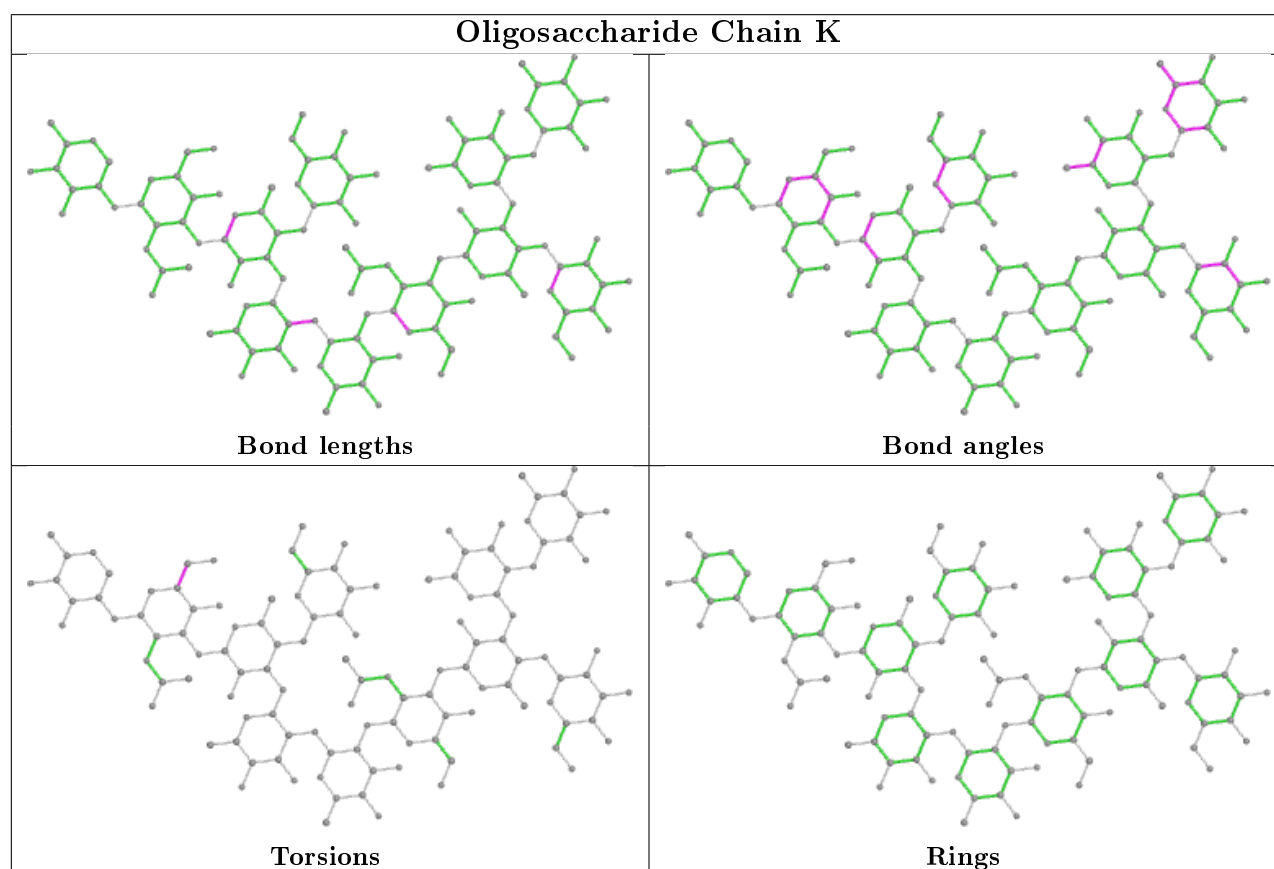 Oligosaccharide Chain K
Bond lengths
Bond angles
Torsions
Rings